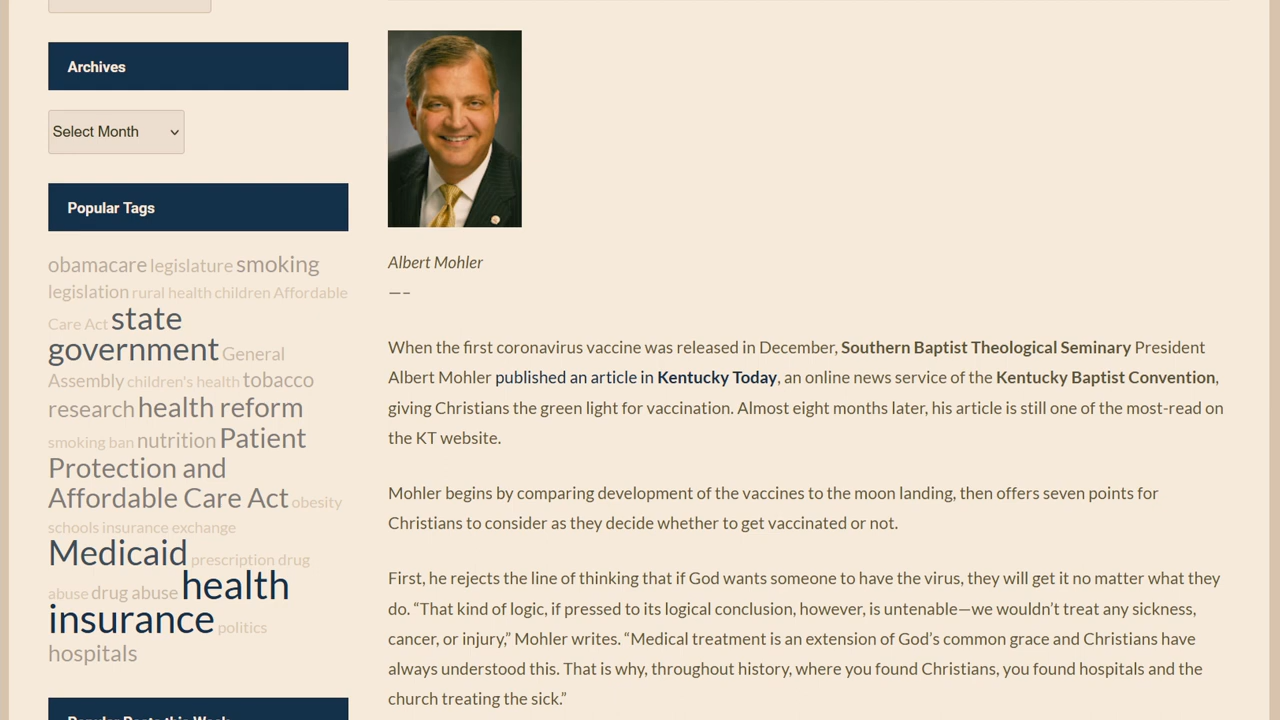 Archives
Select Month
Popular Tags
obamacare legislature smoking
legislation rural health children Affordable
Care Act state
government General
Assembly children's health tobacco
research health reform
smoking ban nutrition Patient
Protection and
Affordable Care Act obesity
schools insurance exchange
Medicaid prescription drug
abuse drug abuse health
insurance politics
hospitals
Popular Posts this Week
Albert Mohler
—–
When the first coronavirus vaccine was released in December, Southern Baptist Theological Seminary President
Albert Mohler published an article in Kentucky Today, an online news service of the Kentucky Baptist Convention,
giving Christians the green light for vaccination. Almost eight months later, his article is still one of the most-read on
the KT website.
Mohler begins by comparing development of the vaccines to the moon landing, then offers seven points for
Christians to consider as they decide whether to get vaccinated or not.
First, he rejects the line of thinking that if God wants someone to have the virus, they will get it no matter what they
do. “That kind of logic, if pressed to its logical conclusion, however, is untenable—we wouldn’t treat any sickness,
cancer, or injury,” Mohler writes. “Medical treatment is an extension of God’s common grace and Christians have
always understood this. That is why, throughout history, where you found Christians, you found hospitals and the
church treating the sick.”